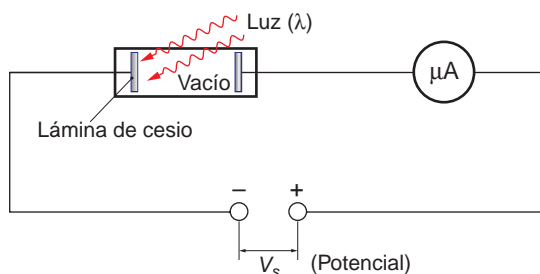 Luz (λ)
Vacío
μA
Lámina de cesio
− +
Vs (Potencial)